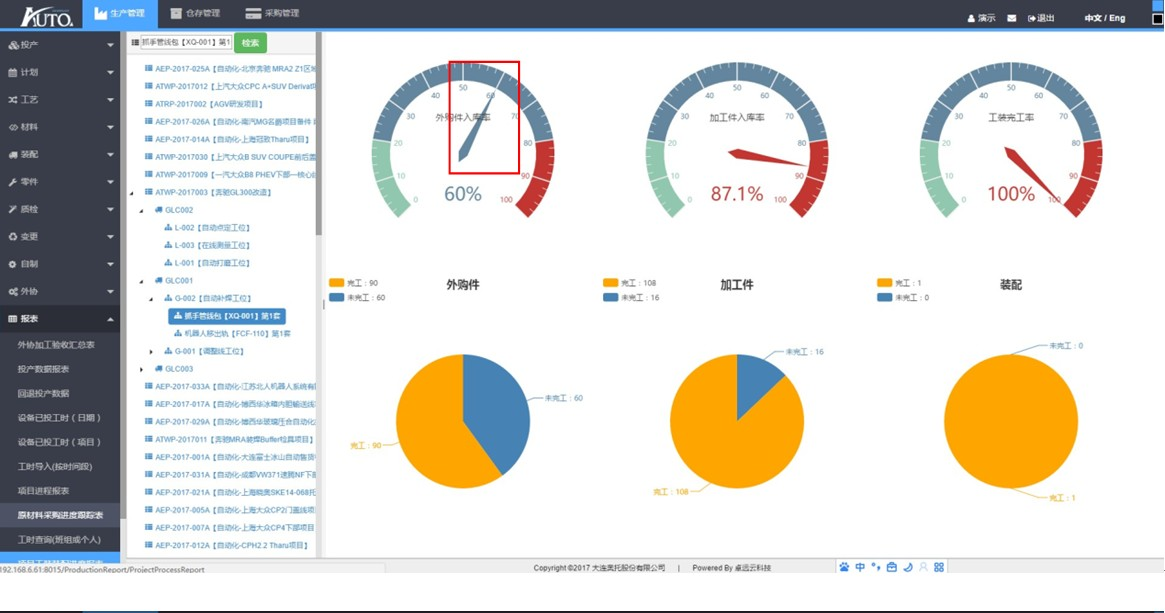 AUTO.
生产管理
仓存管理
采购管理
演示
退出
中文 / Eng
投产
计划
工艺
材料
装配
零件
质检
变更
自制
外协
报表
外协加工验收汇总表
投产数据报表
回退投产数据
设备已投工时（日期）
设备已投工时（项目）
工时导入(按时间段)
项目进程报表
原材料采购进度跟踪表
工时查询(班组或个人)
192.168.6.61:8015/ProductionReport/ProjectProcessReport
抓手管线包【XQ-001】第1
检索
AEP-2017-025A【自动化-北京奔驰 MRA2 Z1区域
ATWP-2017012【上汽大众CPC A+SUV Derivat
ATRP-2017002【AGV研发项目】
AEP-2017-026A【自动化-南汽MG名爵项目备件
AEP-2017-014A【自动化-上海冠致Tharu项目】
ATWP-2017030【上汽大众B SUV COUPE前后盖
ATWP-2017009【一汽大众B8 PHEV下部一核心
ATWP-2017003【奔驰GL300改造】
GLC002
L-002【自动点定工位】
L-003【在线测量工位】
L-001【自动打磨工位】
GLC001
G-002【自动补焊工位】
抓手管线包【XQ-001】第1套
机器人移出轨【FCF-110】第1套
G-001【调整线工位】
GLC003
AEP-2017-033A【自动化-江苏北人机器人系统有
AEP-2017-017A【自动化-博西华冰箱内胆输送线
AEP-2017-029A【自动化-博西华玻璃压合自动化
ATWP-2017011【奔驰MRA玻焊Buffer检具项目】
AEP-2017-001A【自动化-大连富士冰山自动售货
AEP-2017-031A【自动化-成都VW371速腾NF下部
AEP-2017-021A【自动化-上海晓奥SKE14-068托
AEP-2017-005A【自动化-上海大众CP2门盖线项
AEP-2017-007A【自动化-上海大众CP4下部项目
AEP-2017-012A【自动化-CPH2.2 Tharu项目】
0
10
20
30
40
50
60
70
80
90
100
外购件入库率
60%
0
10
20
30
40
50
60
70
80
90
100
加工件入库率
87.1%
0
10
20
30
40
50
60
70
80
90
100
工装完工率
100%
完工：90
未完工：60
外购件
完工：108
未完工：16
加工件
完工：1
未完工：0
装配
未完工：60
完工：90
未完工：16
完工：108
未完工：0
完工：1
Copyright ©2017 大连奥托股份有限公司 | Powered By 卓远云科技
中